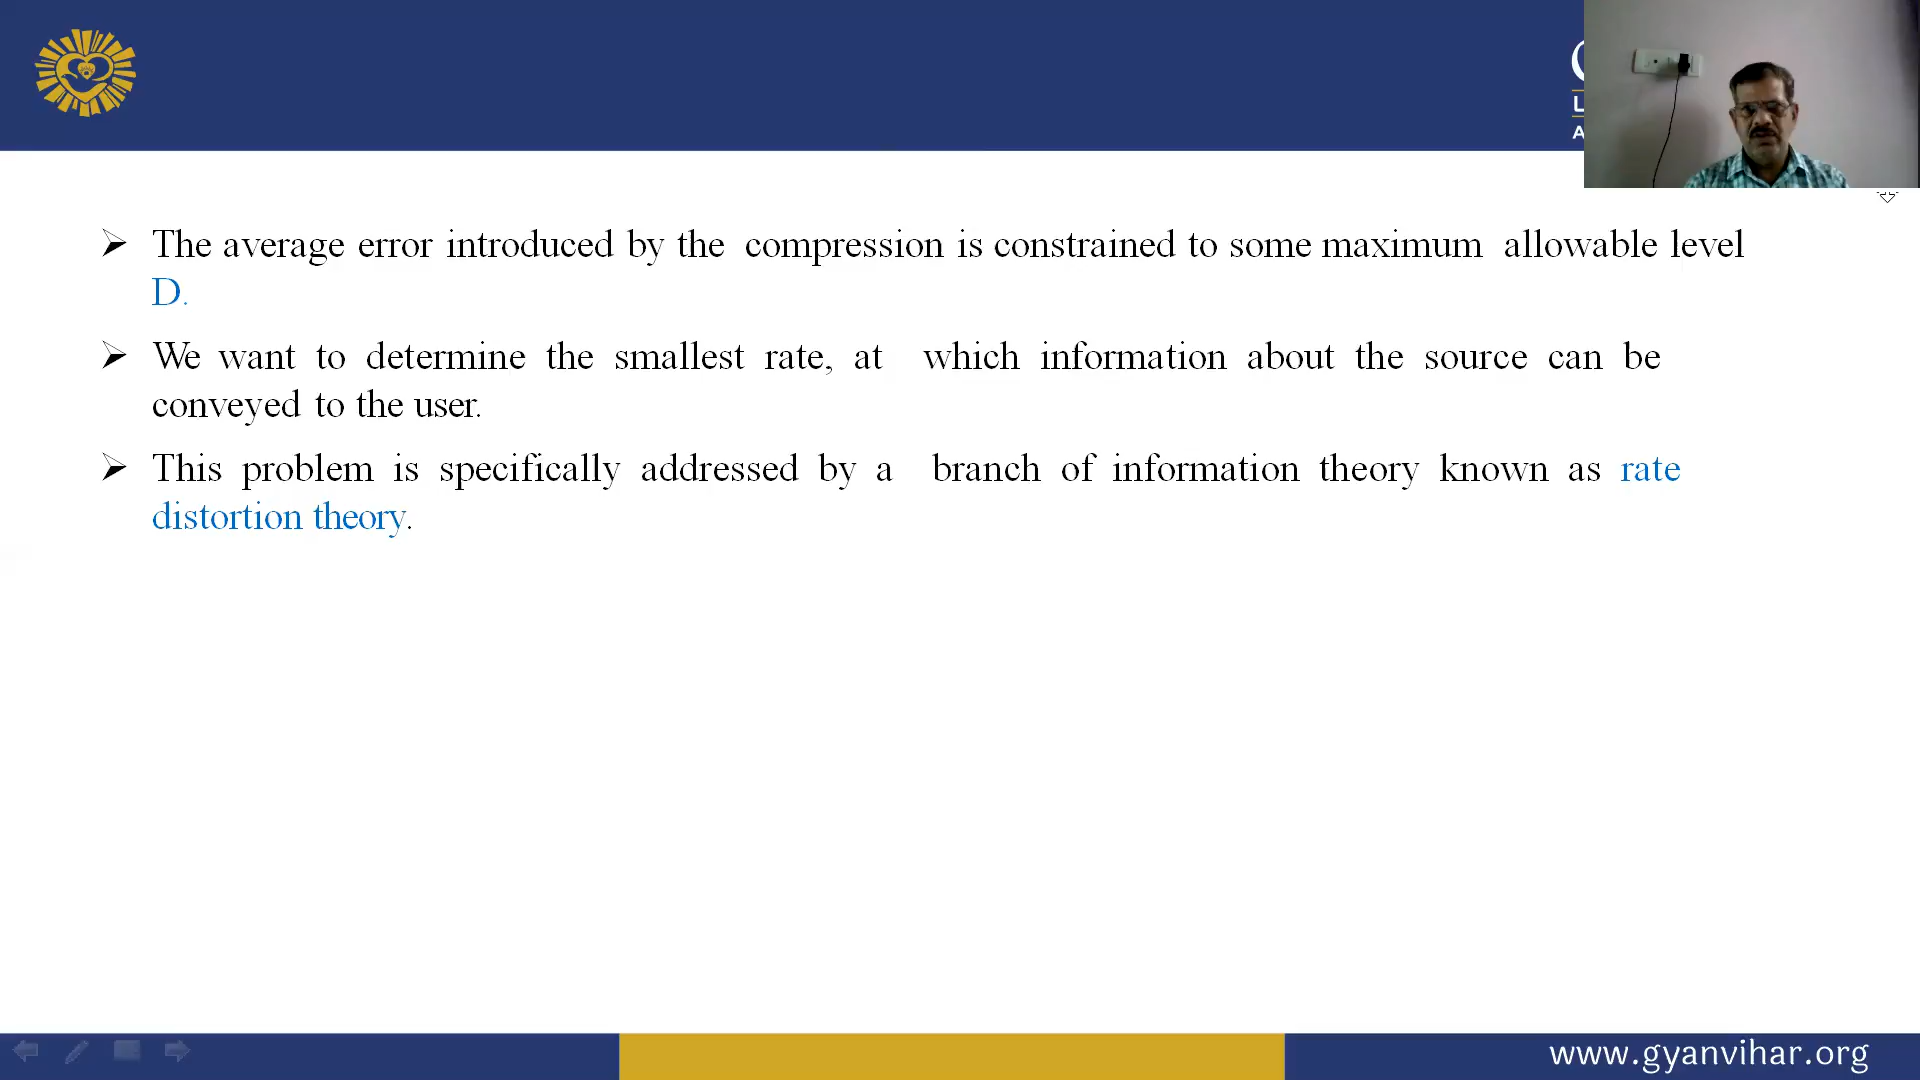 The average error introduced by the compression is constrained to some maximum allowable level
D.
We want to determine the smallest rate, at which information about the source can be
conveyed to the user.
This problem is specifically addressed by a branch of information theory known as rate
distortion theory.
www.gyanvihar.org